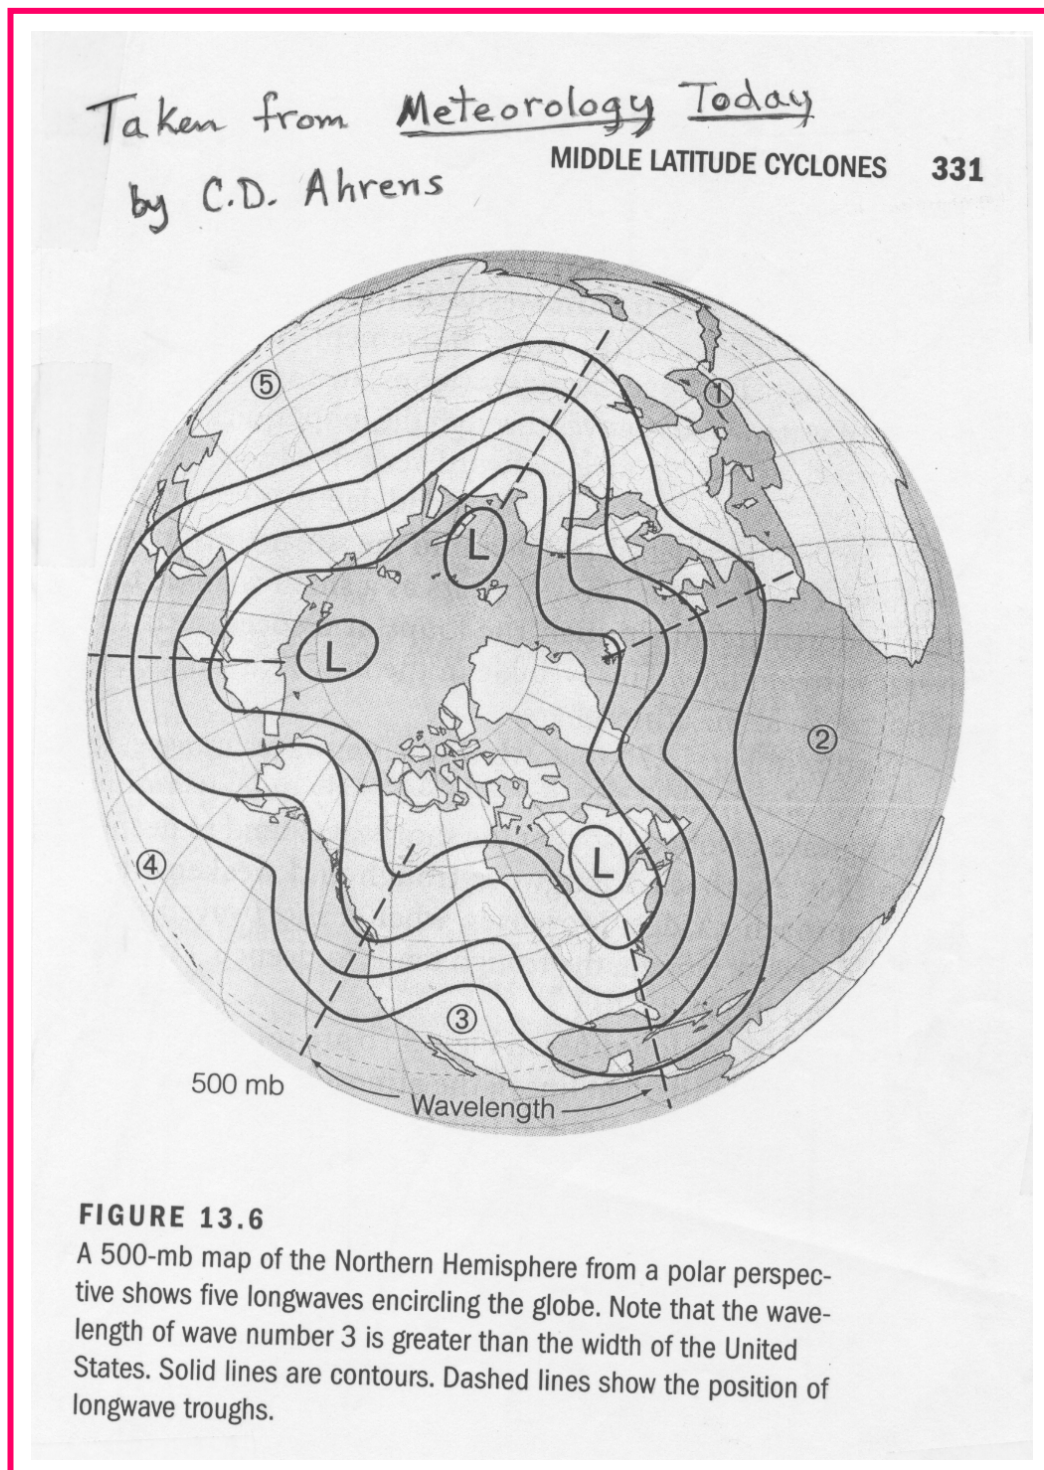 Taken from Meteorology Today
by C.D. Ahrens
MIDDLE LATITUDE CYCLONES 331
5
1
L
L
2
4
L
3
500 mb
Wavelength
FIGURE 13.6
A 500-mb map of the Northern Hemisphere from a polar perspec-
tive shows five longwaves encircling the globe. Note that the wave-
length of wave number 3 is greater than the width of the United
States. Solid lines are contours. Dashed lines show the position of
longwave troughs.